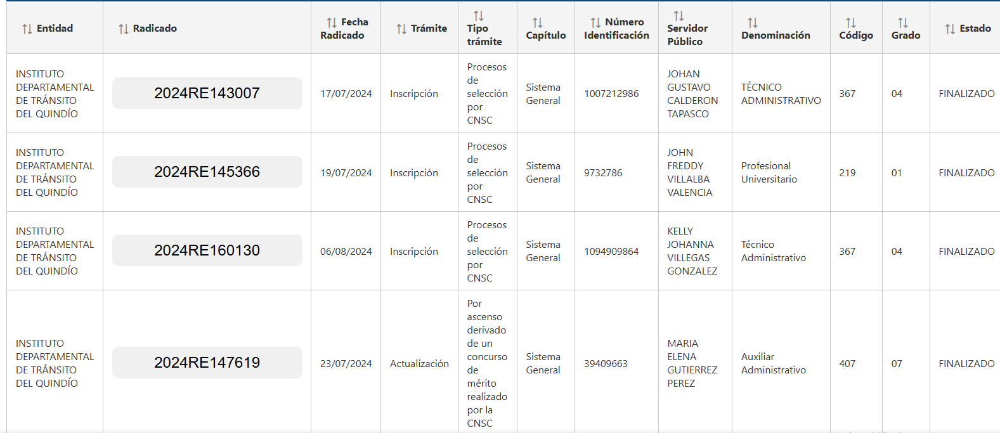 Entidad
Radicado
Fecha
Radicado
Trámite
Tipo
trámite
Capítulo
Número
Identificación
Servidor
Público
Denominación
Código
Grado
Estado
INSTITUTO
DEPARTAMENTAL
DE TRÁNSITO
DEL QUINDÍO
2024RE143007
17/07/2024
Inscripción
Procesos
de
selección
por
CNSC
Sistema
General
1007212986
JOHAN
GUSTAVO
CALDERON
TAPASCO
TÉCNICO
ADMINISTRATIVO
367
04
FINALIZADO
INSTITUTO
DEPARTAMENTAL
DE TRÁNSITO
DEL QUINDÍO
2024RE145366
19/07/2024
Inscripción
Procesos
de
selección
por
CNSC
Sistema
General
9732786
JOHN
FREDDY
VILLALBA
VALENCIA
Profesional
Universitario
219
01
FINALIZADO
INSTITUTO
DEPARTAMENTAL
DE TRÁNSITO
DEL QUINDÍO
2024RE160130
06/08/2024
Inscripción
Procesos
de
selección
por
CNSC
Sistema
General
1094909864
KELLY
JOHANNA
VILLEGAS
GONZALEZ
Técnico
Administrativo
367
04
FINALIZADO
INSTITUTO
DEPARTAMENTAL
DE TRÁNSITO
DEL QUINDÍO
2024RE147619
23/07/2024
Actualización
Por
ascenso
derivado
de un
concurso
de
mérito
realizado
por la
CNSC
Sistema
General
39409663
MARIA
ELENA
GUTIERREZ
PEREZ
Auxiliar
Administrativo
407
07
FINALIZADO